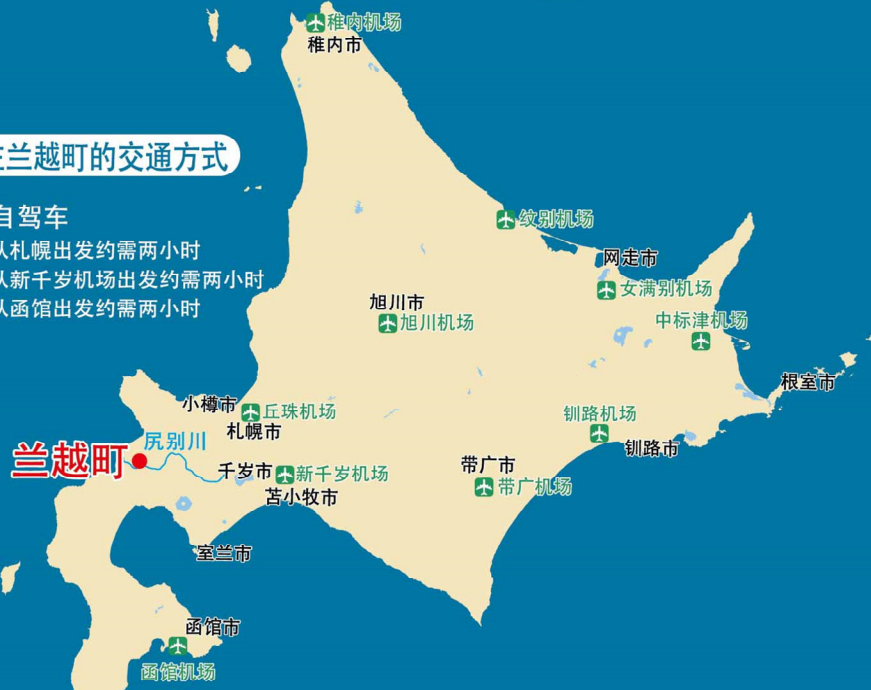 稚内机场
稚内市
兰越町的交通方式
自驾车
从札幌出发约需两小时
从新千岁机场出发约需两小时
从函馆出发约需两小时
纹别机场
网走市
女满别机场
旭川市
旭川机场
中标津机场
根室市
小樽市
丘珠机场
札幌市
钏路机场
钏路市
兰越町
尻别川
千岁市
新千岁机场
苫小牧市
带广市
带广机场
室兰市
函馆市
函馆机场